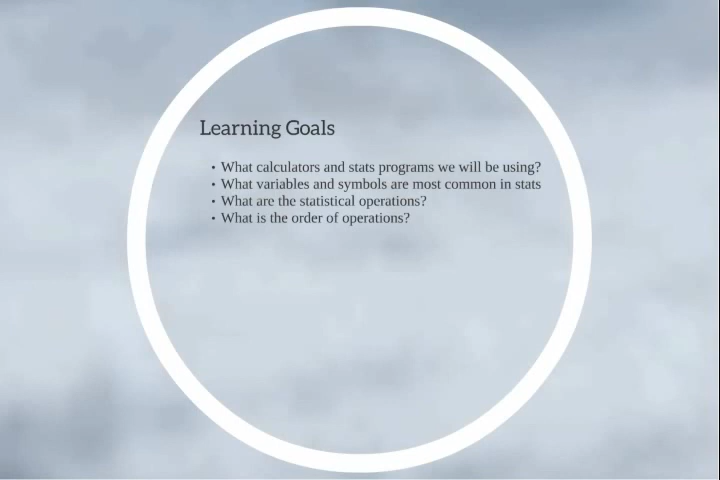 Learning Goals
• What calculators and stats programs we will be using?
• What variables and symbols are most common in stats
• What are the statistical operations?
• What is the order of operations?